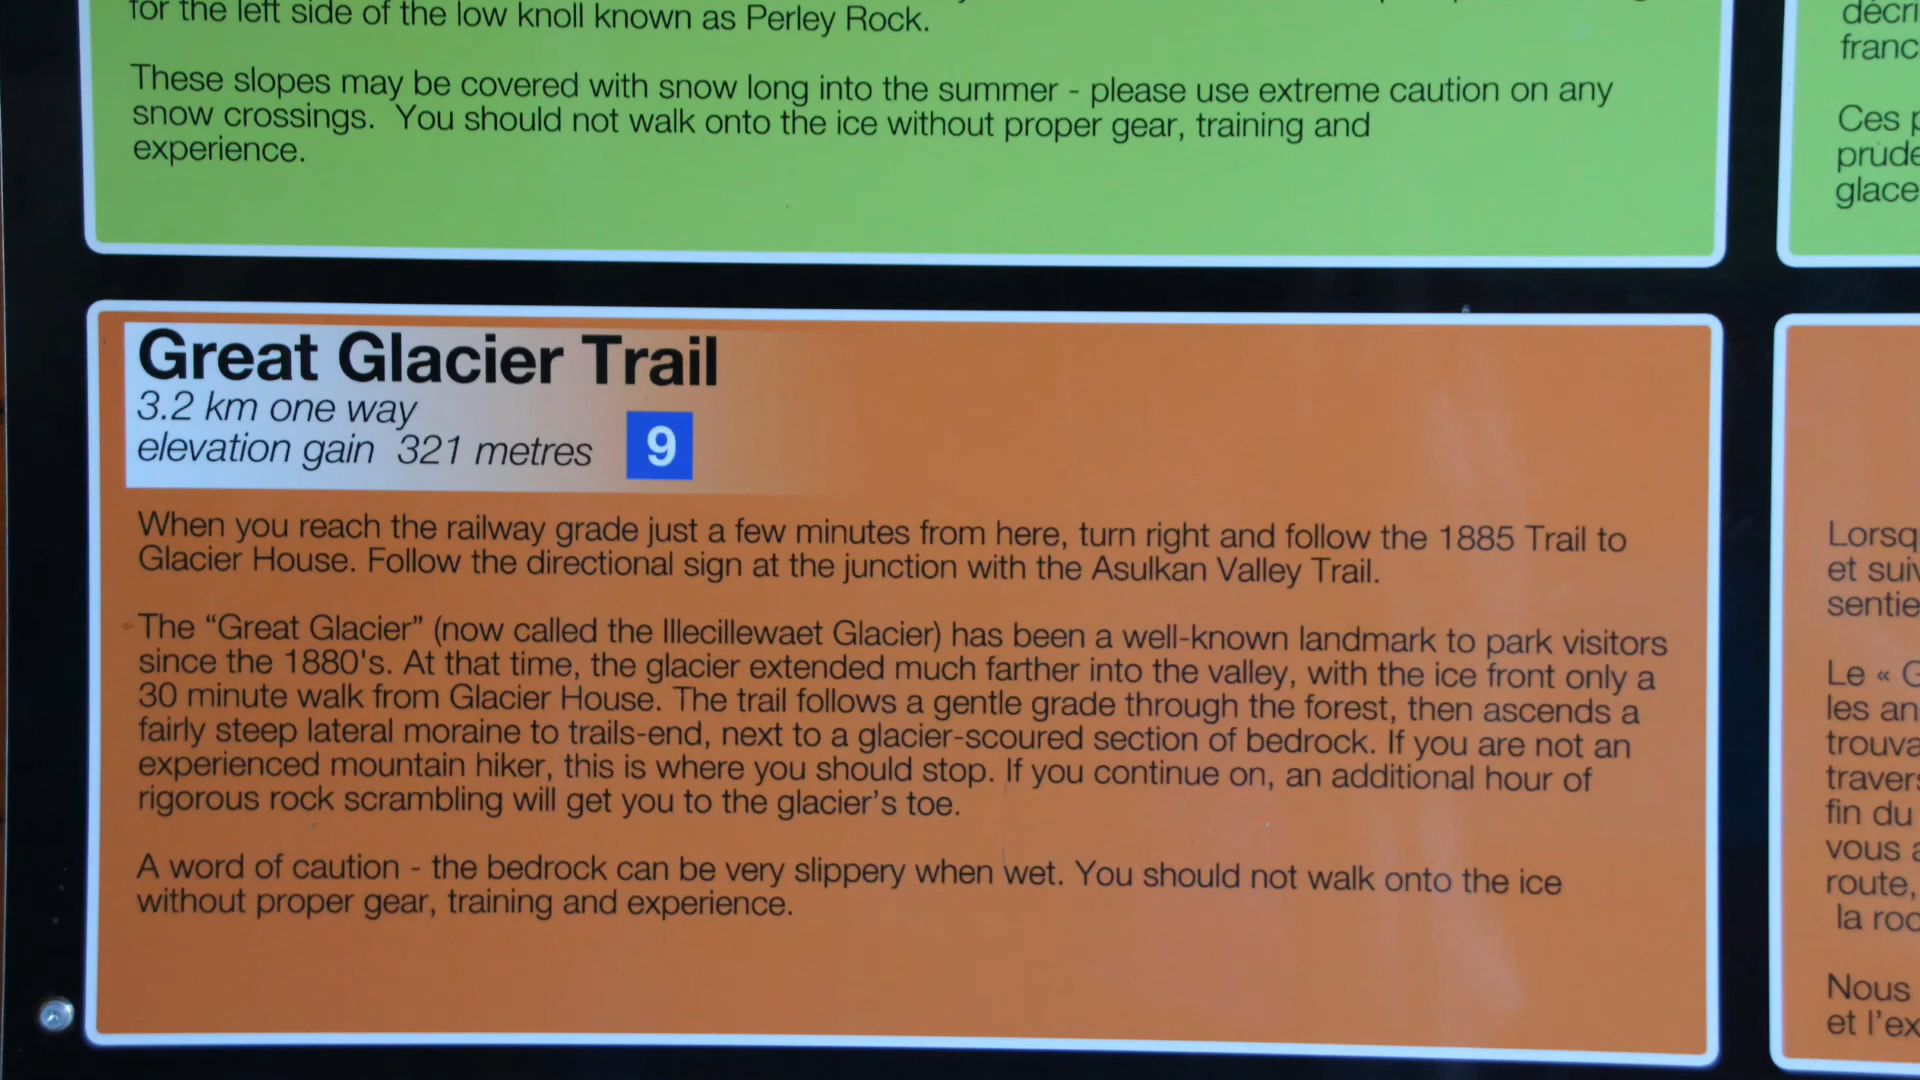 for the left side of the low knoll known as Perley Rock.
These slopes may be covered with snow long into the summer - please use extreme caution on any
snow crossings. You should not walk onto the ice without proper gear, training and
experience.
Great Glacier Trail
3.2 km one way
elevation gain 321 metres 9
When you reach the railway grade just a few minutes from here, turn right and follow the 1885 Trail to
Glacier House. Follow the directional sign at the junction with the Asulkan Valley Trail.
The “Great Glacier” (now called the Illecillewaet Glacier) has been a well-known landmark to park visitors
since the 1880's. At that time, the glacier extended much farther into the valley, with the ice front only a
30 minute walk from Glacier House. The trail follows a gentle grade through the forest, then ascends a
fairly steep lateral moraine to trails-end, next to a glacier-scoured section of bedrock. If you are not an
experienced mountain hiker, this is where you should stop. If you continue on, an additional hour of
rigorous rock scrambling will get you to the glacier’s toe.
A word of caution - the bedrock can be very slippery when wet. You should not walk onto the ice
without proper gear, training and experience.
décri
franc
Ces p
prude
glace
Lorsq
et suiv
sentie
Le « G
les an
trouva
travers
fin du
vous a
route,
la roc
Nous
et l’ex